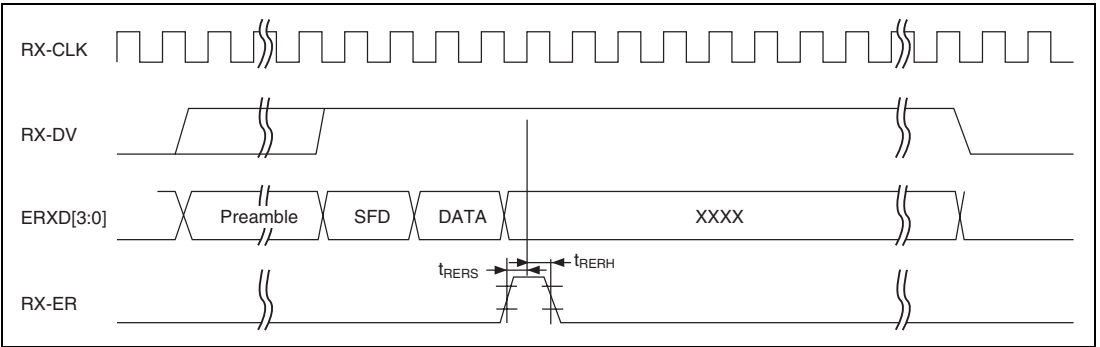 RX-CLK
RX-DV
ERXD[3:0]
Preamble
SFD
DATA
XXXX
tRERS
tRERH
RX-ER